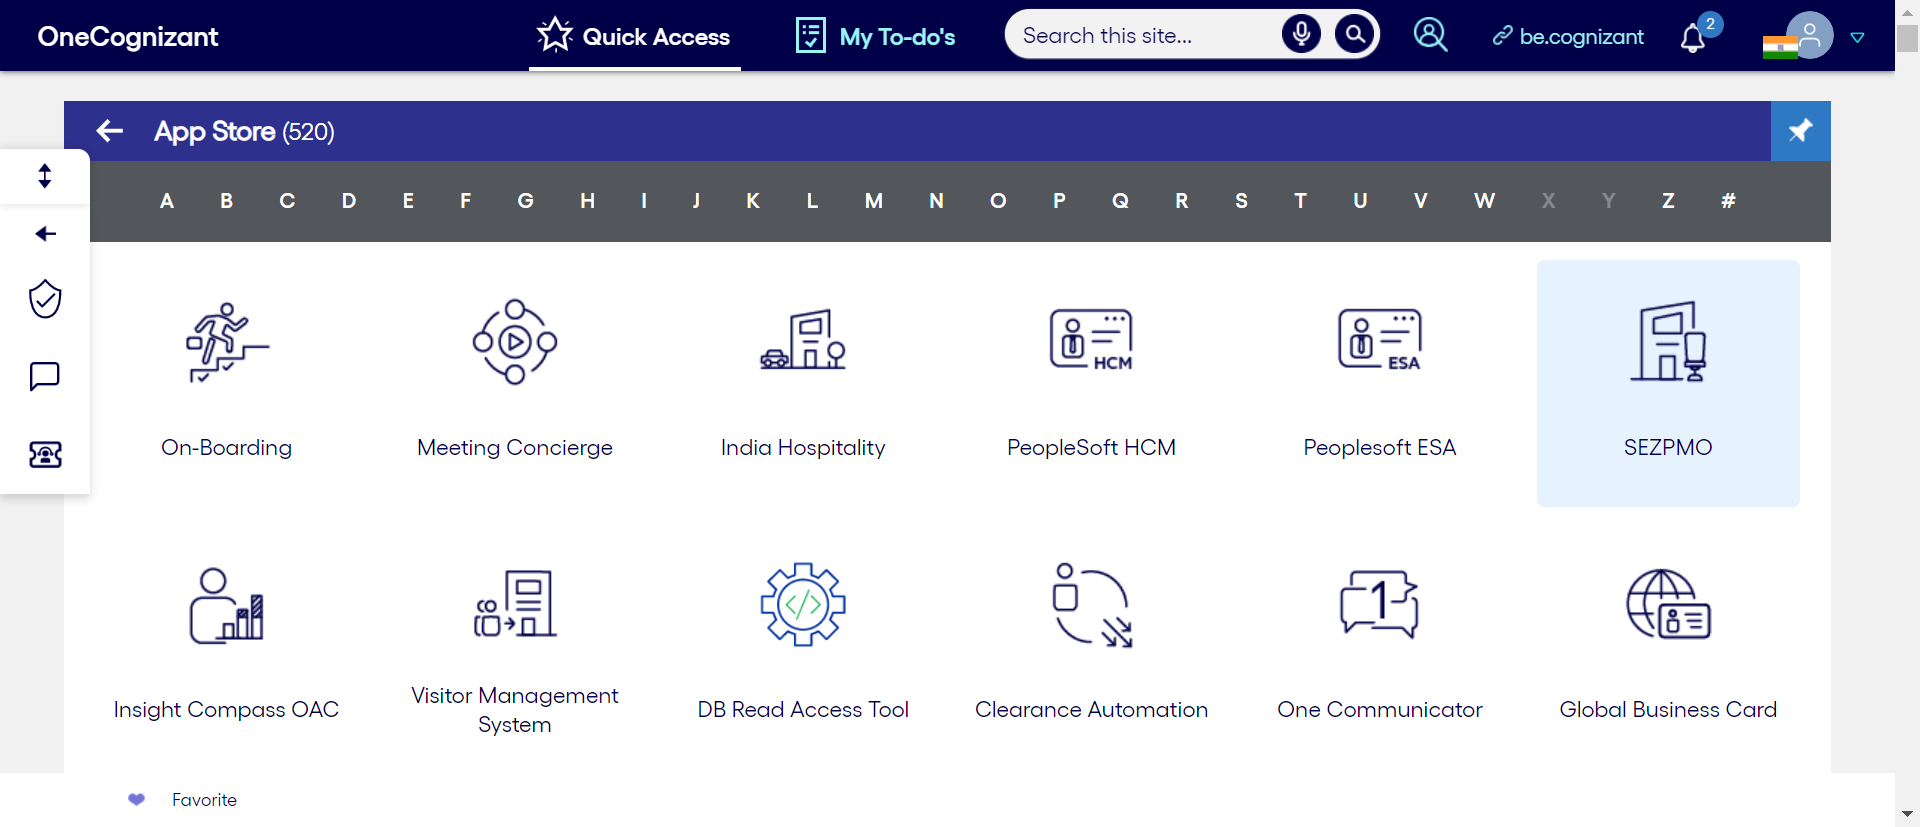 OneCognizant
Quick Access
My To-do's
Search this site...
be.cognizant
2
App Store (520)
A B C D E F G H I J K L M N O P Q R S T U V W X Y Z #
HCM
ESA
On-Boarding
Meeting Concierge
India Hospitality
PeopleSoft HCM
Peoplesoft ESA
SEZPMO
</>
1
Insight Compass OAC
Visitor Management
System
DB Read Access Tool
Clearance Automation
One Communicator
Global Business Card
Favorite